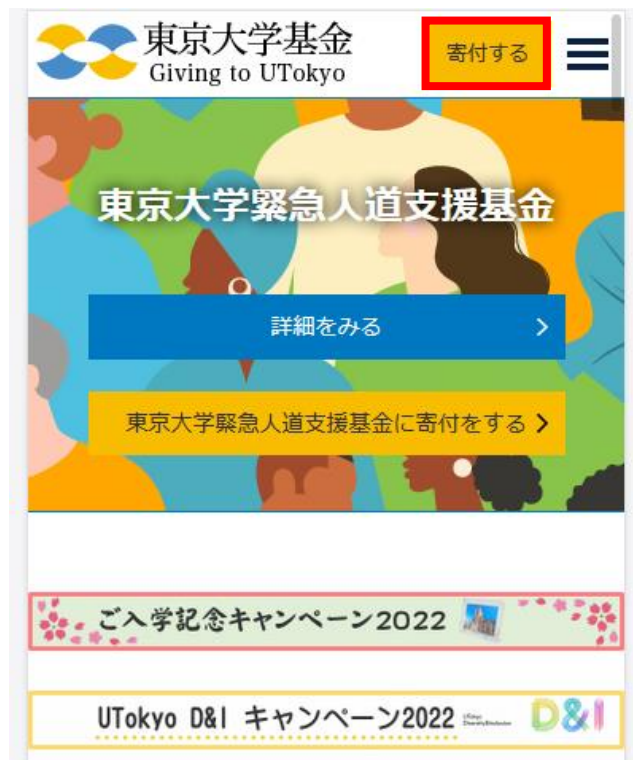 東京大学基金
Giving to UTokyo
寄付する
東京大学緊急人道支援基金
詳細をみる
東京大学緊急人道支援基金に寄付をする
ご入学記念キャンペーン2022
UTokyo D&I キャンペーン2022
D&I